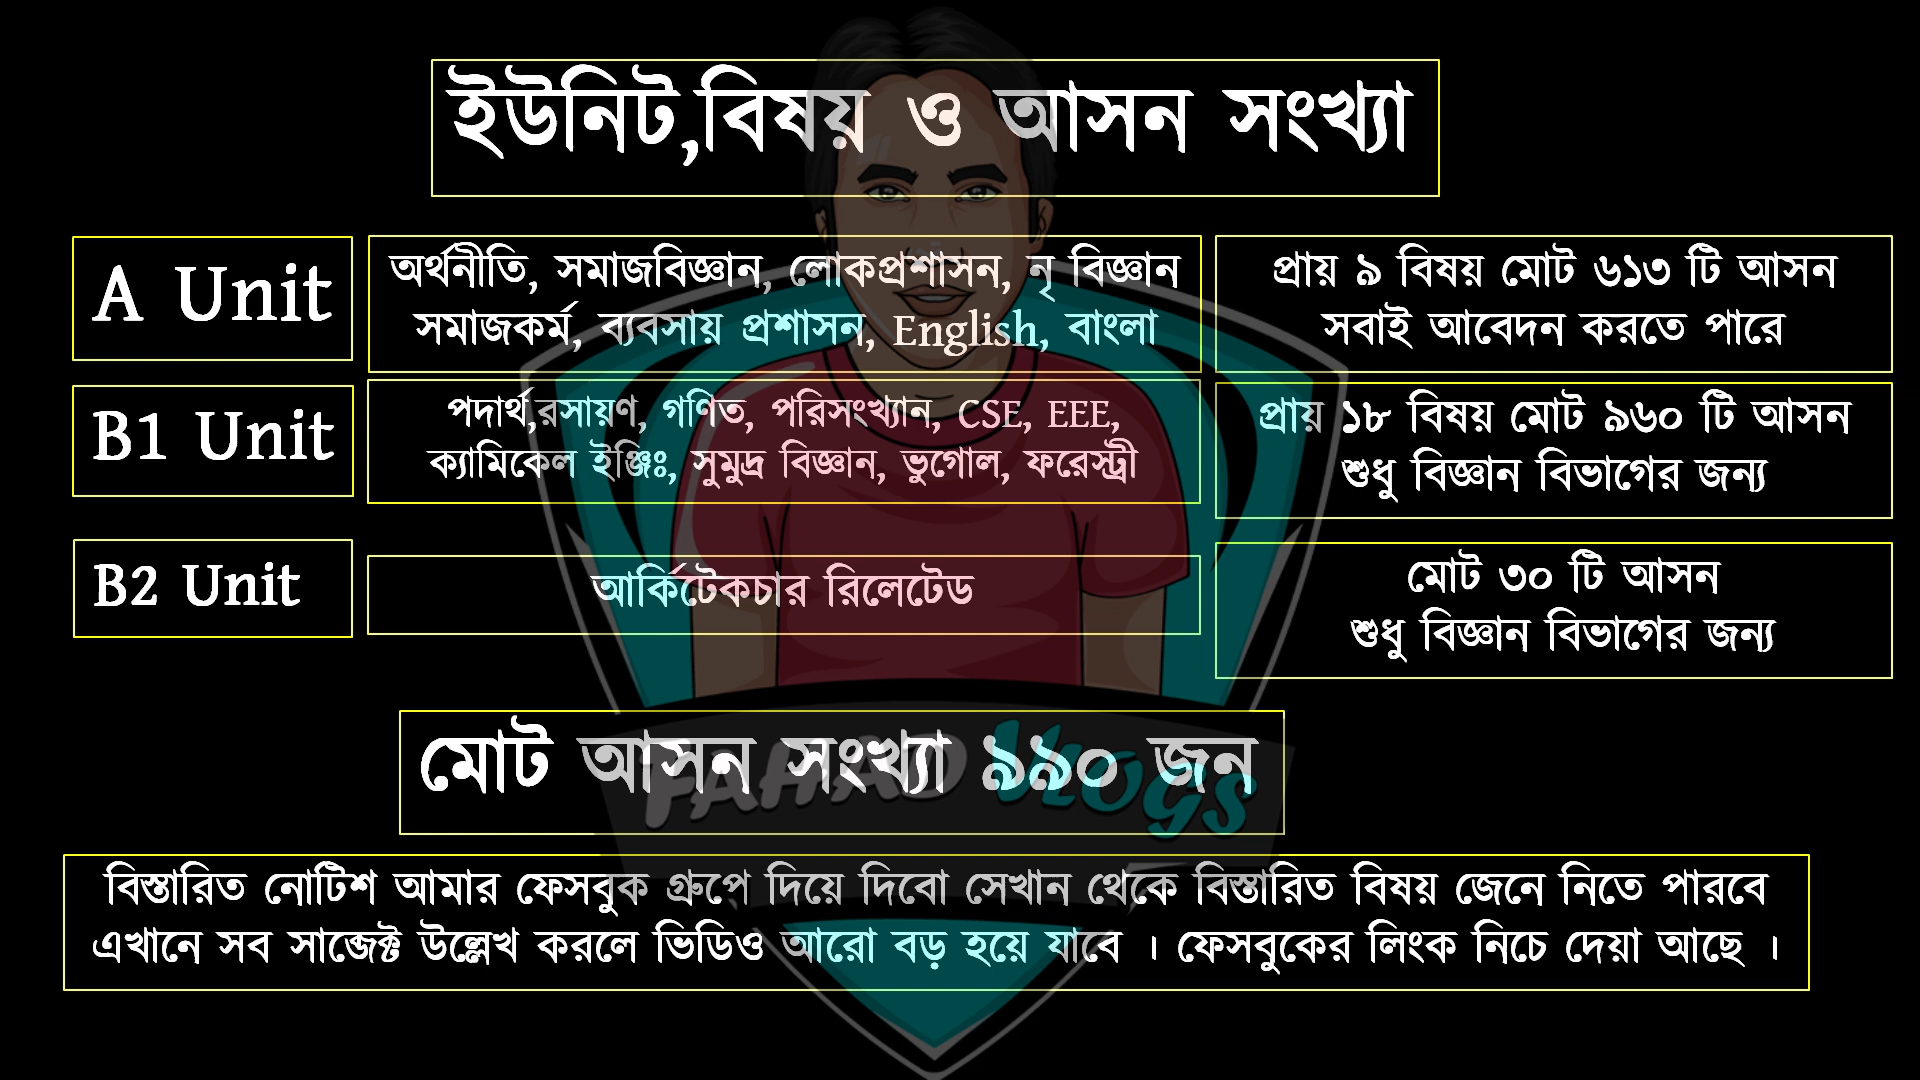 ইউনিট,বিষয় ও আসন সংখ্যা
A Unit
অর্থনীতি, সমাজবিজ্ঞান, লোকপ্রশাসন, নৃ বিজ্ঞান
সমাজকর্ম, ব্যবসায় প্রশাসন, English, বাংলা
প্রায় ৯ বিষয় মোট ৬১৩ টি আসন
সবাই আবেদন করতে পারে
B1 Unit
পদার্থ,রসায়ণ, গণিত, পরিসংখ্যান, CSE, EEE,
ক্যামিকেল ইঞ্জিঃ, সুমুদ্র বিজ্ঞান, ভুগোল, ফরেস্ট্রী
প্রায় ১৮ বিষয় মোট ৯৬০ টি আসন
শুধু বিজ্ঞান বিভাগের জন্য
B2 Unit
আর্কিটেকচার রিলেটেড
মোট ৩০ টি আসন
শুধু বিজ্ঞান বিভাগের জন্য
মোট আসন সংখ্যা ৯৯০ জন
FAHAD VLOGS
বিস্তারিত নোটিশ আমার ফেসবুক গ্রুপে দিয়ে দিবো সেখান থেকে বিস্তারিত বিষয় জেনে নিতে পারবে
এখানে সব সাব্জেক্ট উল্লেখ করলে ভিডিও আরো বড় হয়ে যাবে । ফেসবুকের লিংক নিচে দেয়া আছে ।